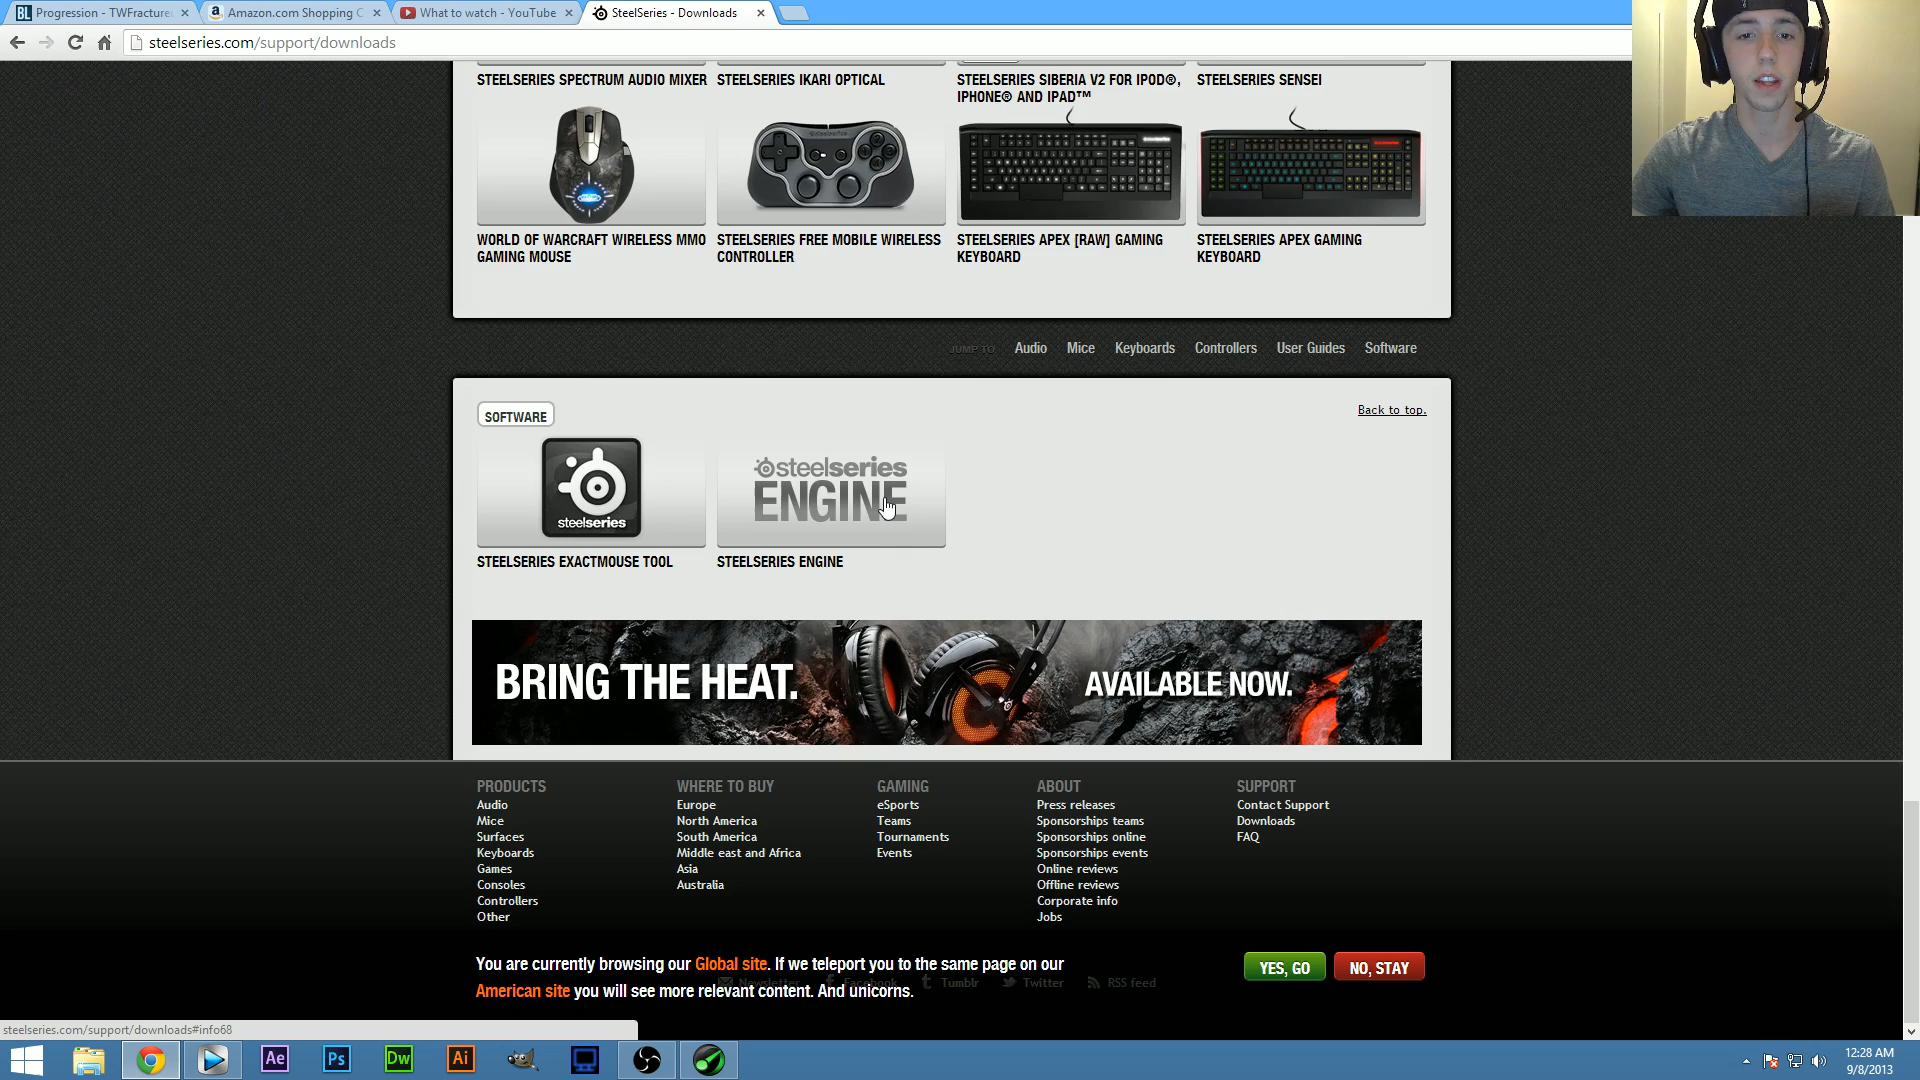 Progression - TWFracture
Amazon.com Shopping C
What to watch - YouTube
SteelSeries - Downloads
steelseries.com/support/downloads
STEELSERIES SPECTRUM AUDIO MIXER
STEELSERIES IKARI OPTICAL
STEELSERIES SIBERIA V2 FOR IPOD®,
IPHONE® AND IPAD™
STEELSERIES SENSEI
WORLD OF WARCRAFT WIRELESS MMO
GAMING MOUSE
STEELSERIES FREE MOBILE WIRELESS
CONTROLLER
STEELSERIES APEX [RAW] GAMING
KEYBOARD
STEELSERIES APEX GAMING
KEYBOARD
JUMP TO Audio Mice Keyboards Controllers User Guides Software
SOFTWARE
Back to top.
steelseries
steelseries
ENGINE
STEELSERIES EXACTMOUSE TOOL
STEELSERIES ENGINE
BRING THE HEAT.
AVAILABLE NOW.
PRODUCTS
Audio
Mice
Surfaces
Keyboards
Games
Consoles
Controllers
Other
WHERE TO BUY
Europe
North America
South America
Middle east and Africa
Asia
Australia
GAMING
eSports
Teams
Tournaments
Events
ABOUT
Press releases
Sponsorships teams
Sponsorships online
Sponsorships events
Online reviews
Offline reviews
Corporate info
Jobs
SUPPORT
Contact Support
Downloads
FAQ
You are currently browsing our Global site. If we teleport you to the same page on our
American site you will see more relevant content. And unicorns.
YES, GO
NO, STAY
Newsletter Facebook Tumblr Twitter RSS feed
steelseries.com/support/downloads#info68
Ae
Ps
Dw
Ai
12:28 AM
9/8/2013